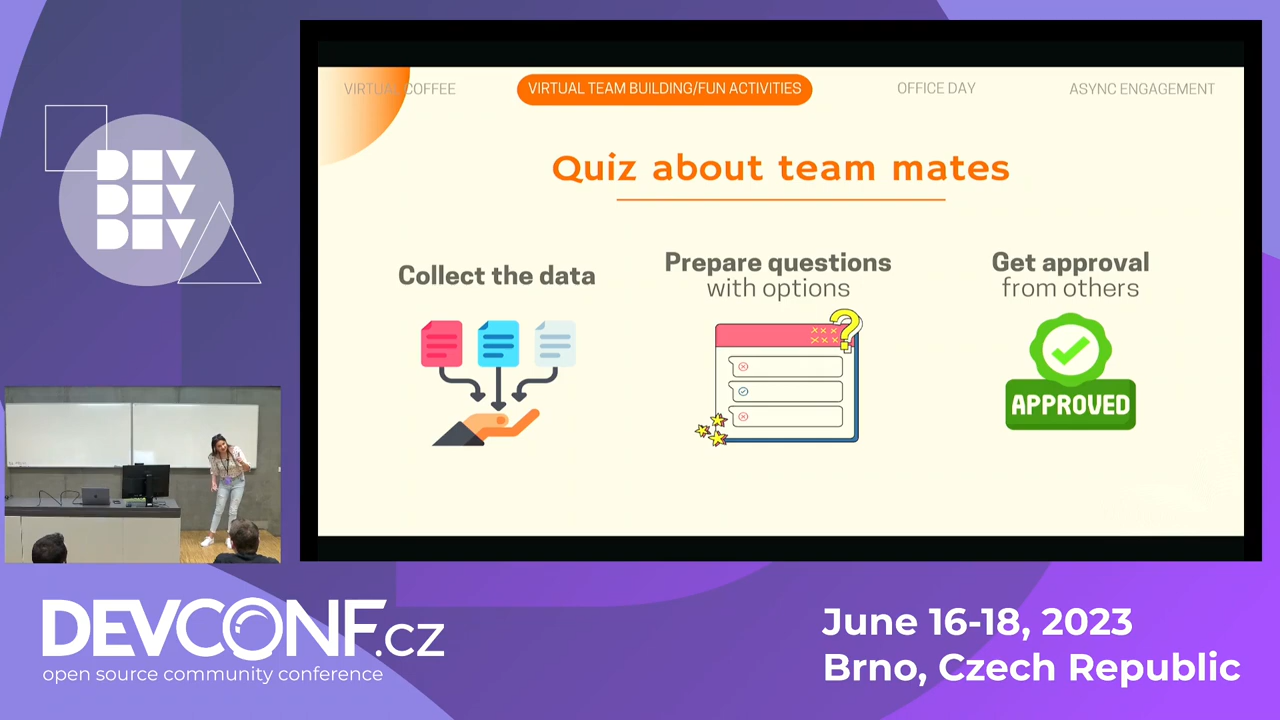 VIRTUAL COFFEE
VIRTUAL TEAM BUILDING/FUN ACTIVITIES
OFFICE DAY
ASYNC ENGAGEMENT
Quiz about team mates
Collect the data
Prepare questions
with options
Get approval
from others
?
APPROVED
DEV
DEV
DEV
DEVCONF.cz
open source community conference
June 16-18, 2023
Brno, Czech Republic